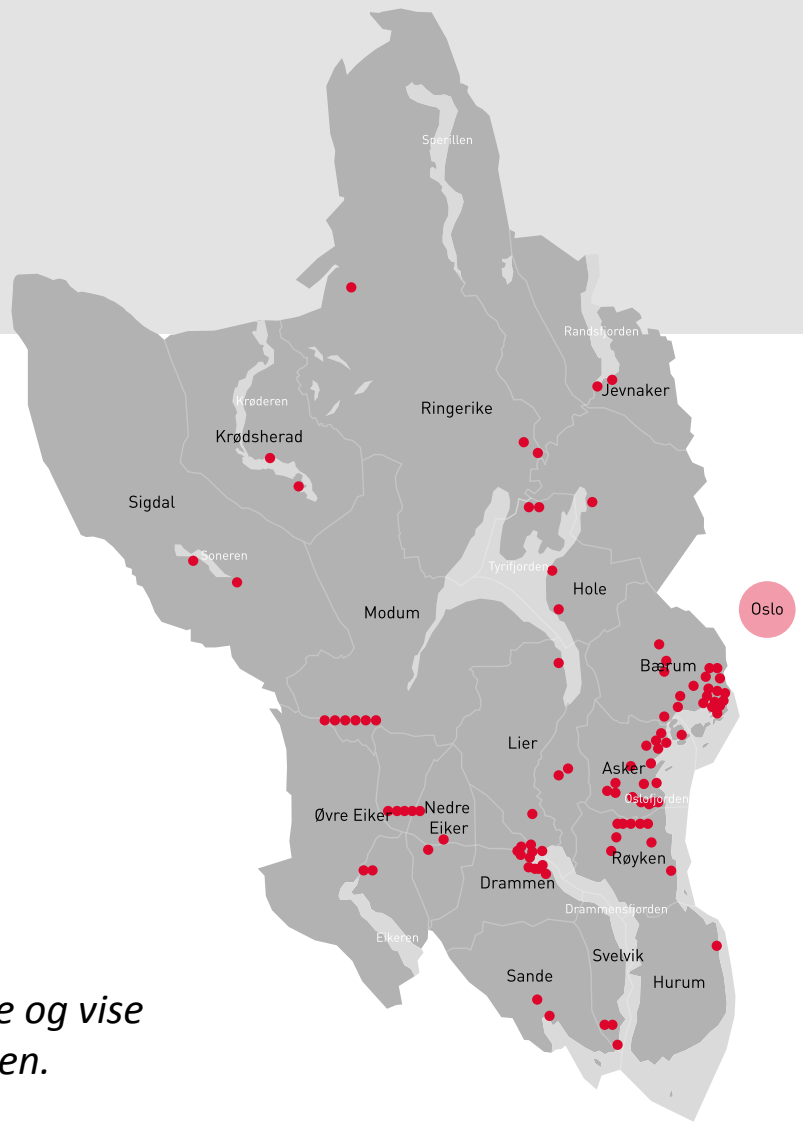 Sperillen
Randsfjorden
Jevnaker
Krøderen
Ringerike
Krødsherad
Sigdal
Soneren
Tyrifjorden
Hole
Oslo
Modum
Bærum
Lier
Asker
Oslofjorden
Øvre Eiker
Nedre
Eiker
Røyken
Drammen
Drammensfjorden
Eikeren
Svelvik
Sande
Hurum
e og vise
en.